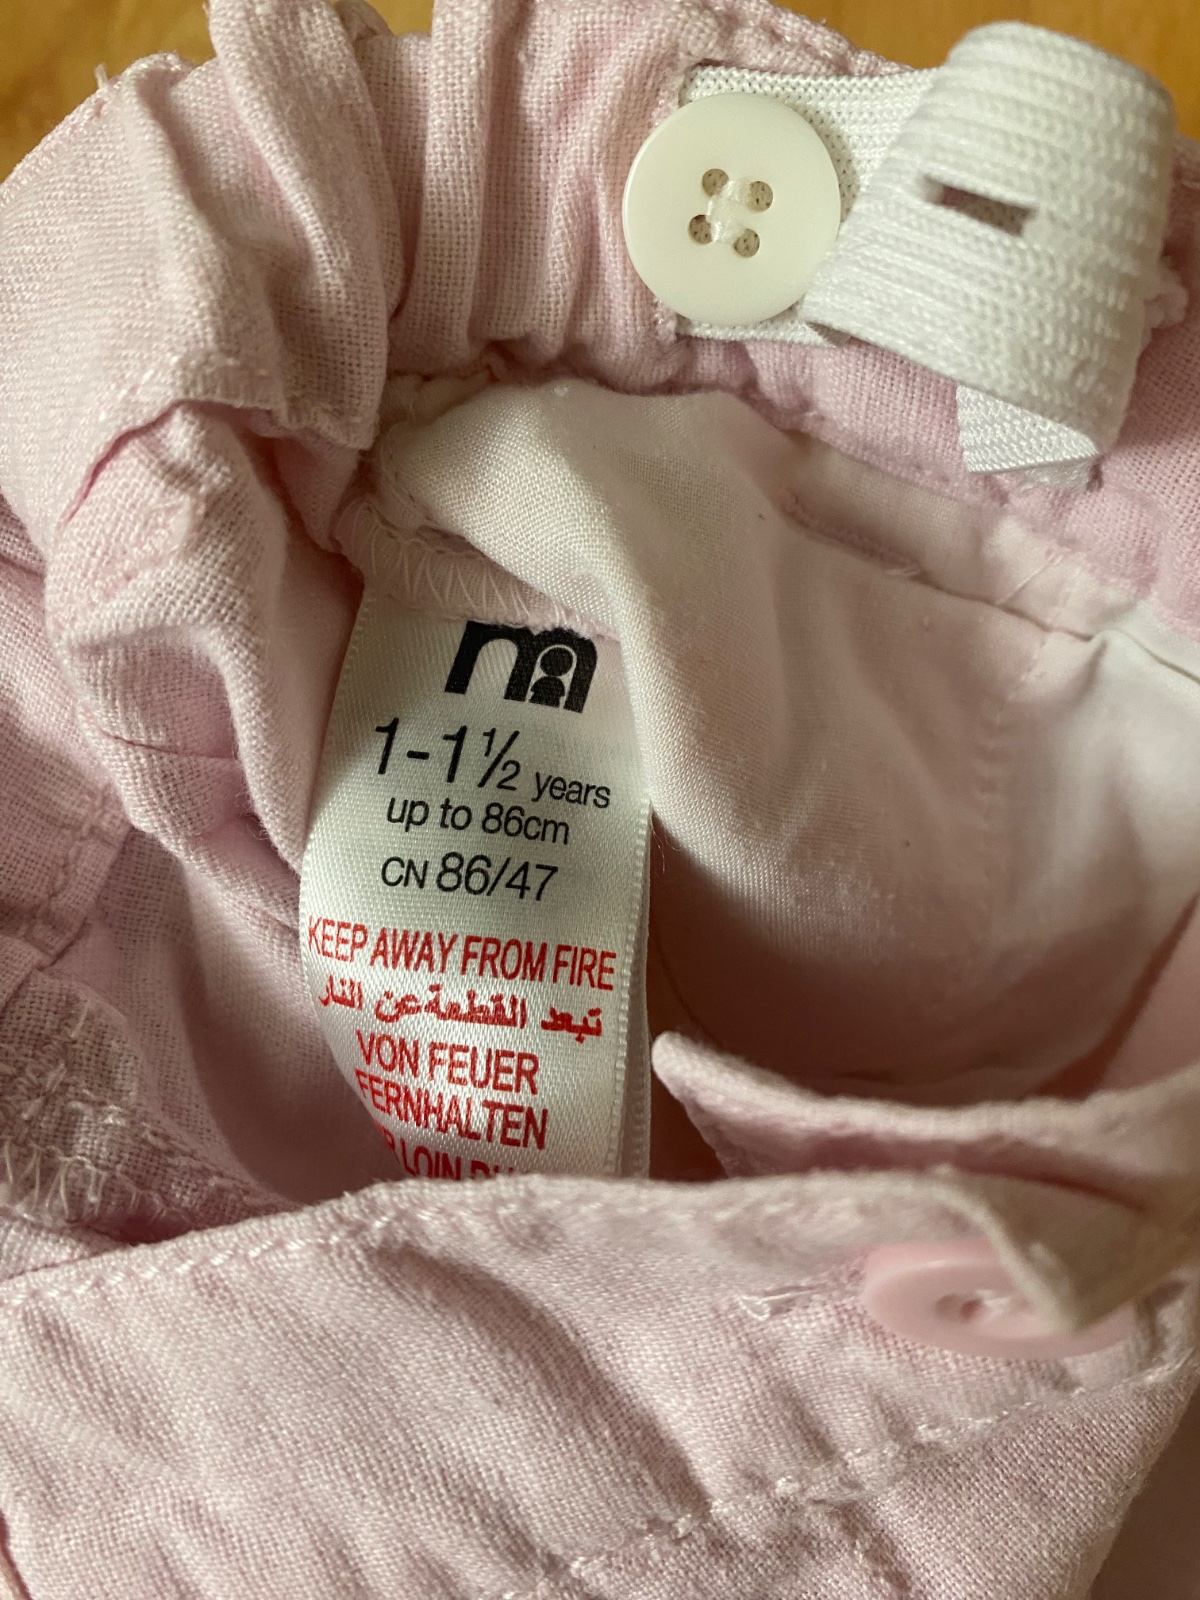 m
1-1½ years
up to 86cm
CN 86/47
KEEP AWAY FROM FIRE
تبعد القطعة عن النار
VON FEUER
FERNHALTEN
LOIN